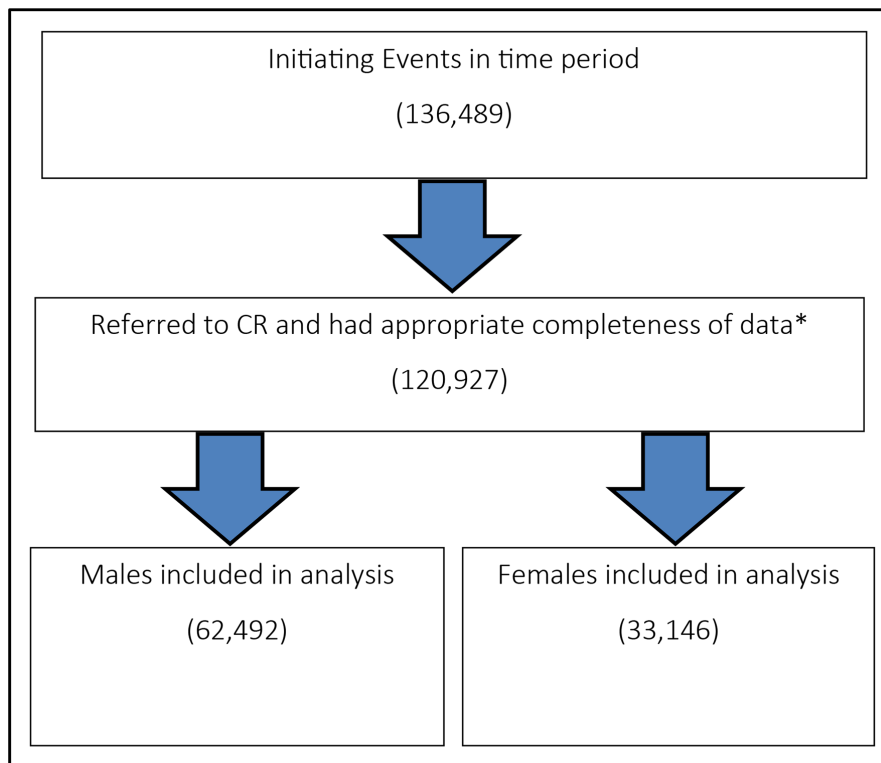 Initiating Events in time period
(136,489)
Referred to CR and had appropriate completeness of data*
(120,927)
Males included in analysis
(62,492)
Females included in analysis
(33,146)